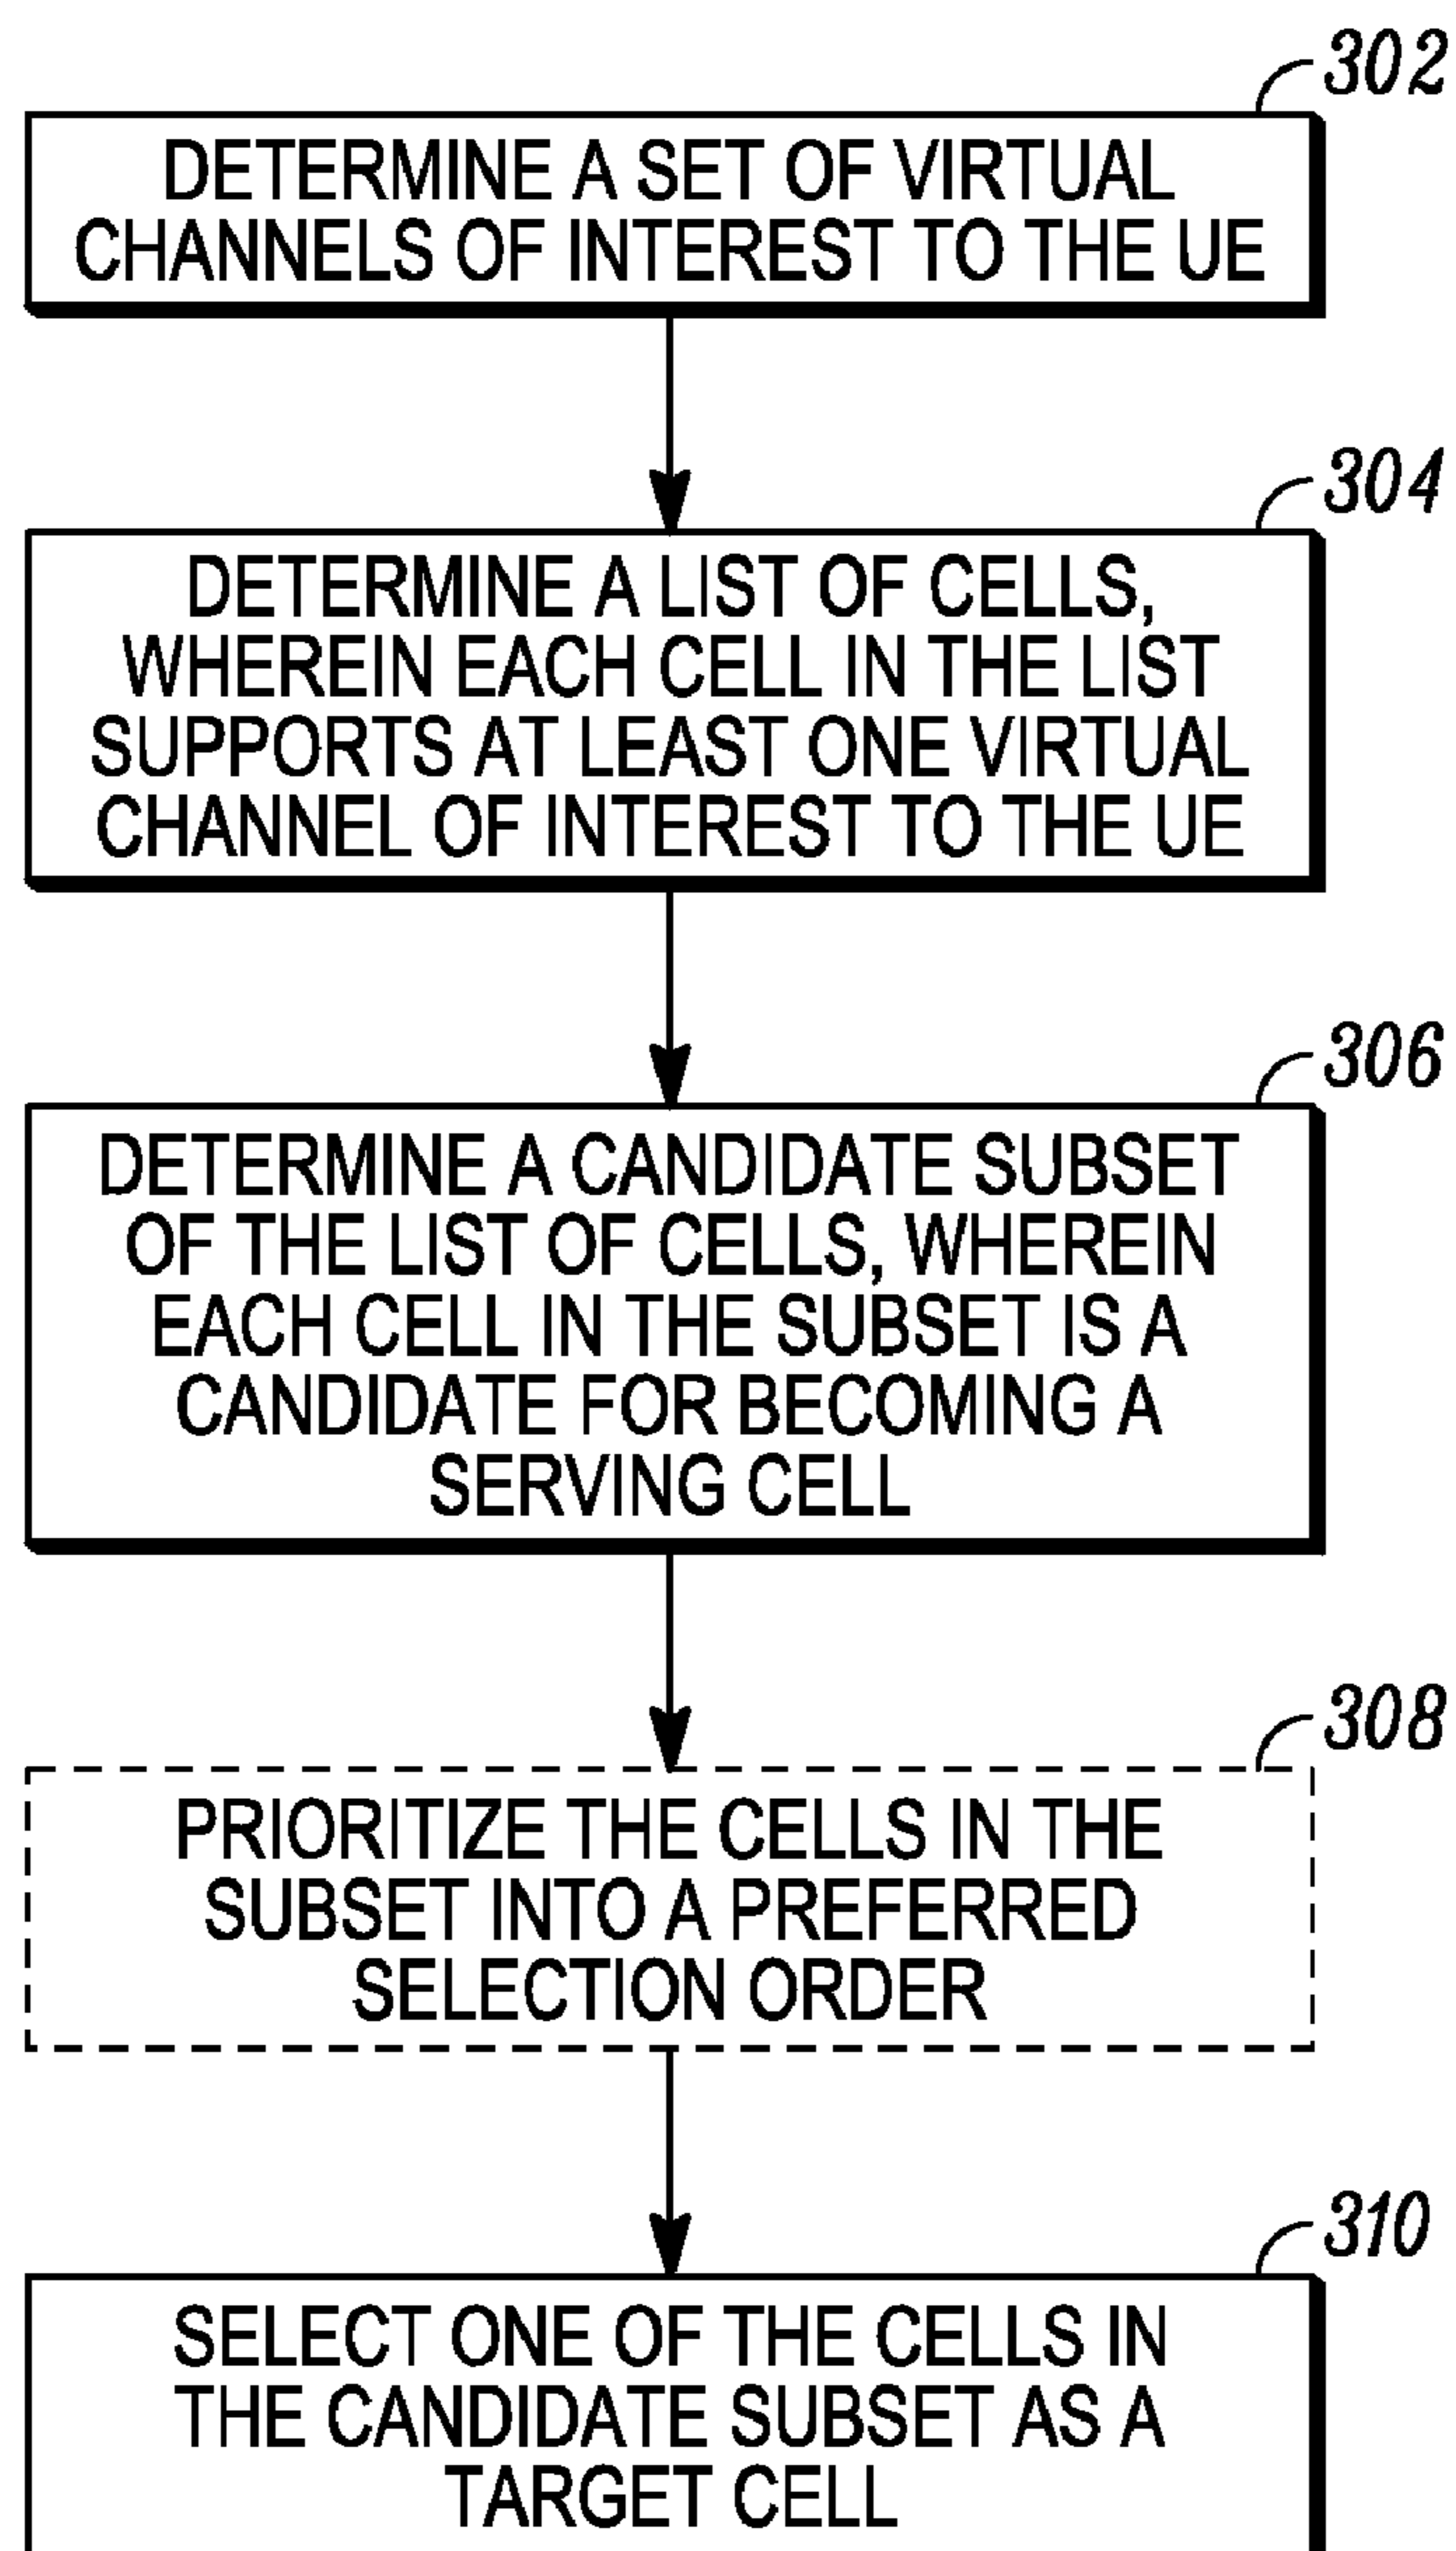 302
DETERMINE A SET OF VIRTUAL
CHANNELS OF INTEREST TO THE UE
304
DETERMINE A LIST OF CELLS,
WHEREIN EACH CELL IN THE LIST
SUPPORTS AT LEAST ONE VIRTUAL
CHANNEL OF INTEREST TO THE UE
306
DETERMINE A CANDIDATE SUBSET
OF THE LIST OF CELLS, WHEREIN
EACH CELL IN THE SUBSET IS A
CANDIDATE FOR BECOMING A
SERVING CELL
308
PRIORITIZE THE CELLS IN THE
SUBSET INTO A PREFERRED
SELECTION ORDER
310
SELECT ONE OF THE CELLS IN
THE CANDIDATE SUBSET AS A
TARGET CELL